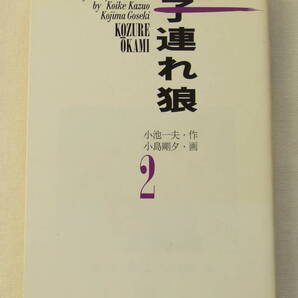 by Koike Kazuo
Kojima Goseki
KOZURE
ŌKAMI
子連れ狼
小池一夫・作
小島剛夕・画
2